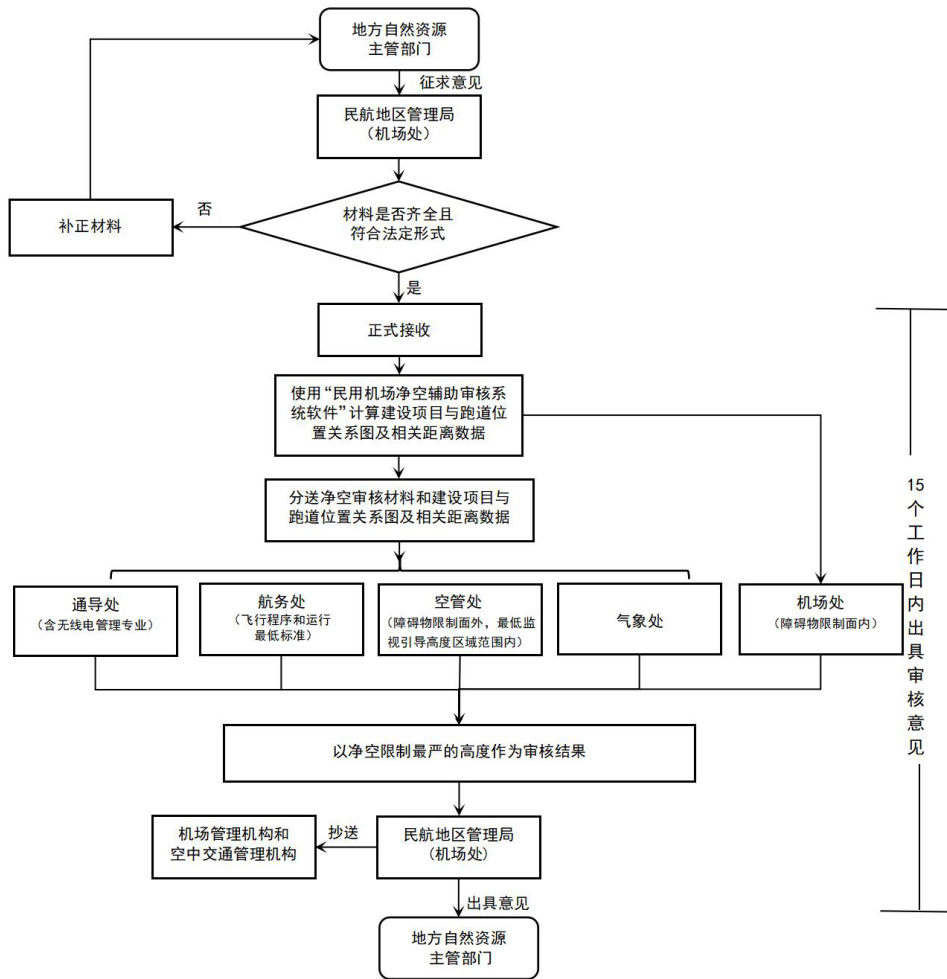 地方自然资源
主管部门
征求意见
民航地区管理局
（机场处）
材料是否齐全且
符合法定形式
否
补正材料
是
正式接收
使用“民用机场净空辅助审核系
统软件”计算建设项目与跑道位
置关系图及相关距离数据
分送净空审核材料和建设项目与
跑道位置关系图及相关距离数据
通导处
（含无线电管理专业）
航务处
（飞行程序和运行
最低标准）
空管处
（障碍物限制面外，最低监
视引导高度区域范围内）
气象处
机场处
（障碍物限制面内）
15个工作日内出具审核意见
以净空限制最严的高度作为审核结果
民航地区管理局
（机场处）
抄送
机场管理机构和
空中交通管理机构
出具意见
地方自然资源
主管部门